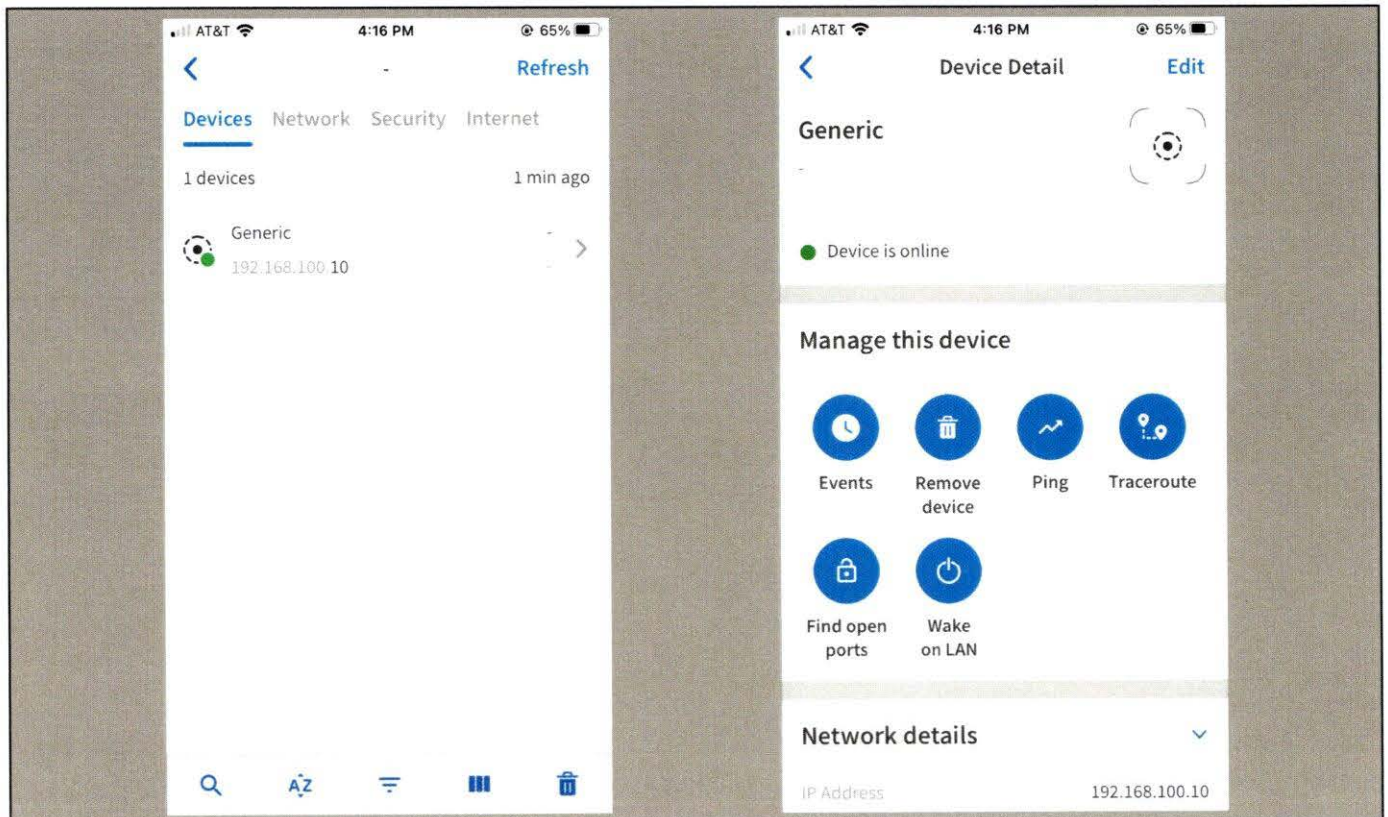 AT&T 4:16 PM 65%
- Refresh
Devices Network Security Internet
1 devices 1 min ago
Generic -
192.168.100.10 -
AT&T 4:16 PM 65%
Device Detail Edit
Generic
-
Device is online
Manage this device
Events Remove device Ping Traceroute
Find open ports Wake on LAN
Network details
IP Address 192.168.100.10